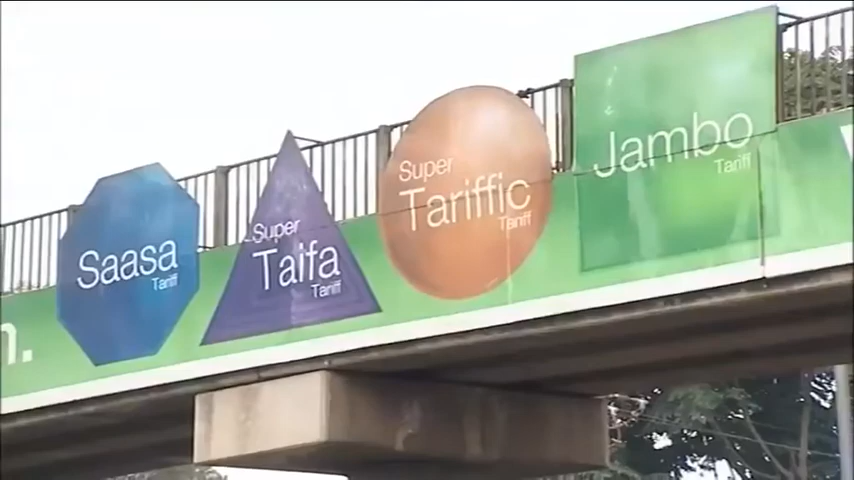 Saasa
Tariff
Super
Taifa
Tariff
Super
Tariffic
Tariff
Jambo
Tariff